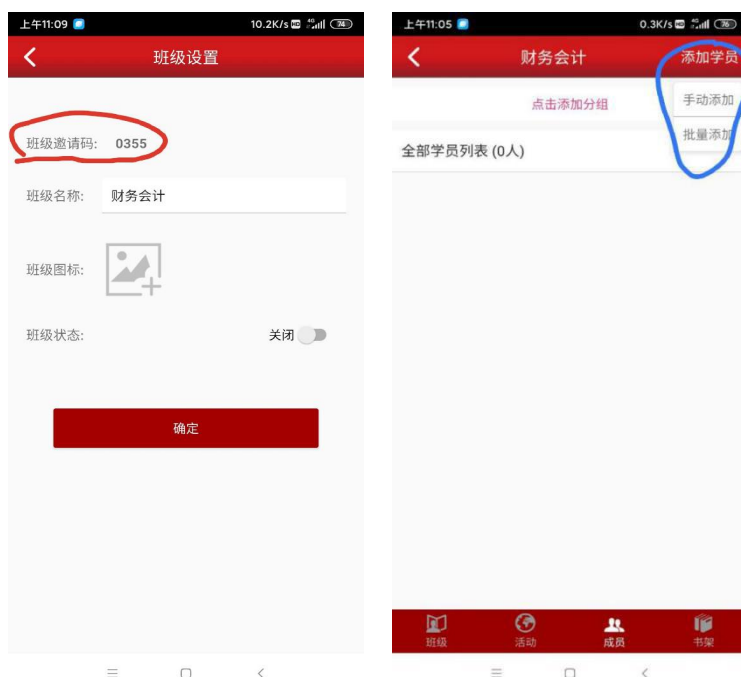 上午11:09
10.2K/s HD 4G 74
班级设置
班级邀请码: 0355
班级名称: 财务会计
班级图标:
班级状态:
关闭
确定
上午11:05
0.3K/s HD 4G 76
财务会计
添加学员
点击添加分组
手动添加
批量添加
全部学员列表 (0人)
班级
活动
成员
书架